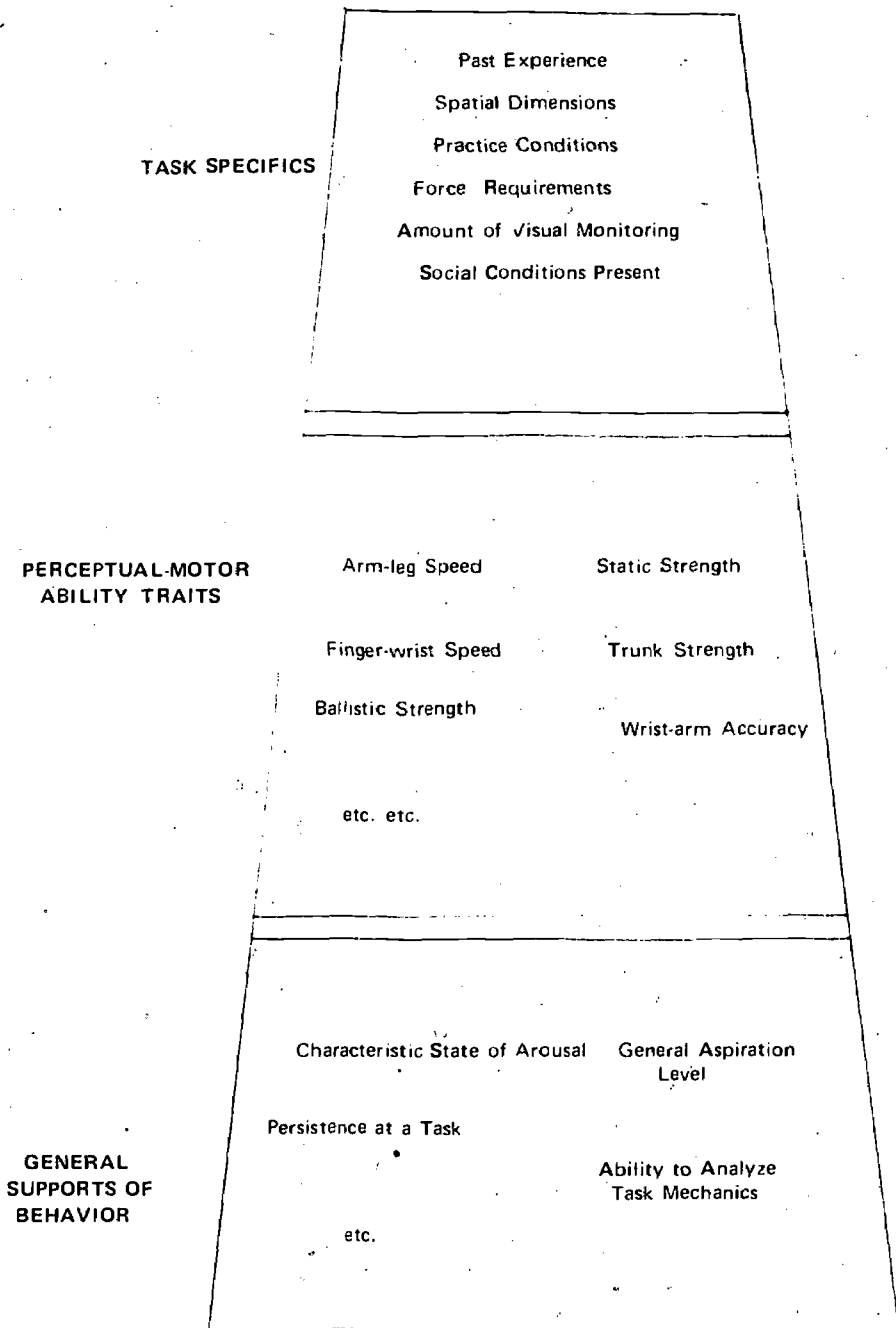 Past Experience
Spatial Dimensions
Practice Conditions
TASK SPECIFICS
Force Requirements
Amount of Visual Monitoring
Social Conditions Present
PERCEPTUAL-MOTOR
ABILITY TRAITS
Arm-leg Speed
Static Strength
Finger-wrist Speed
Trunk Strength
Ballistic Strength
Wrist-arm Accuracy
etc. etc.
Characteristic State of Arousal
General Aspiration
Level
Persistence at a Task
GENERAL
SUPPORTS OF
BEHAVIOR
Ability to Analyze
Task Mechanics
etc.